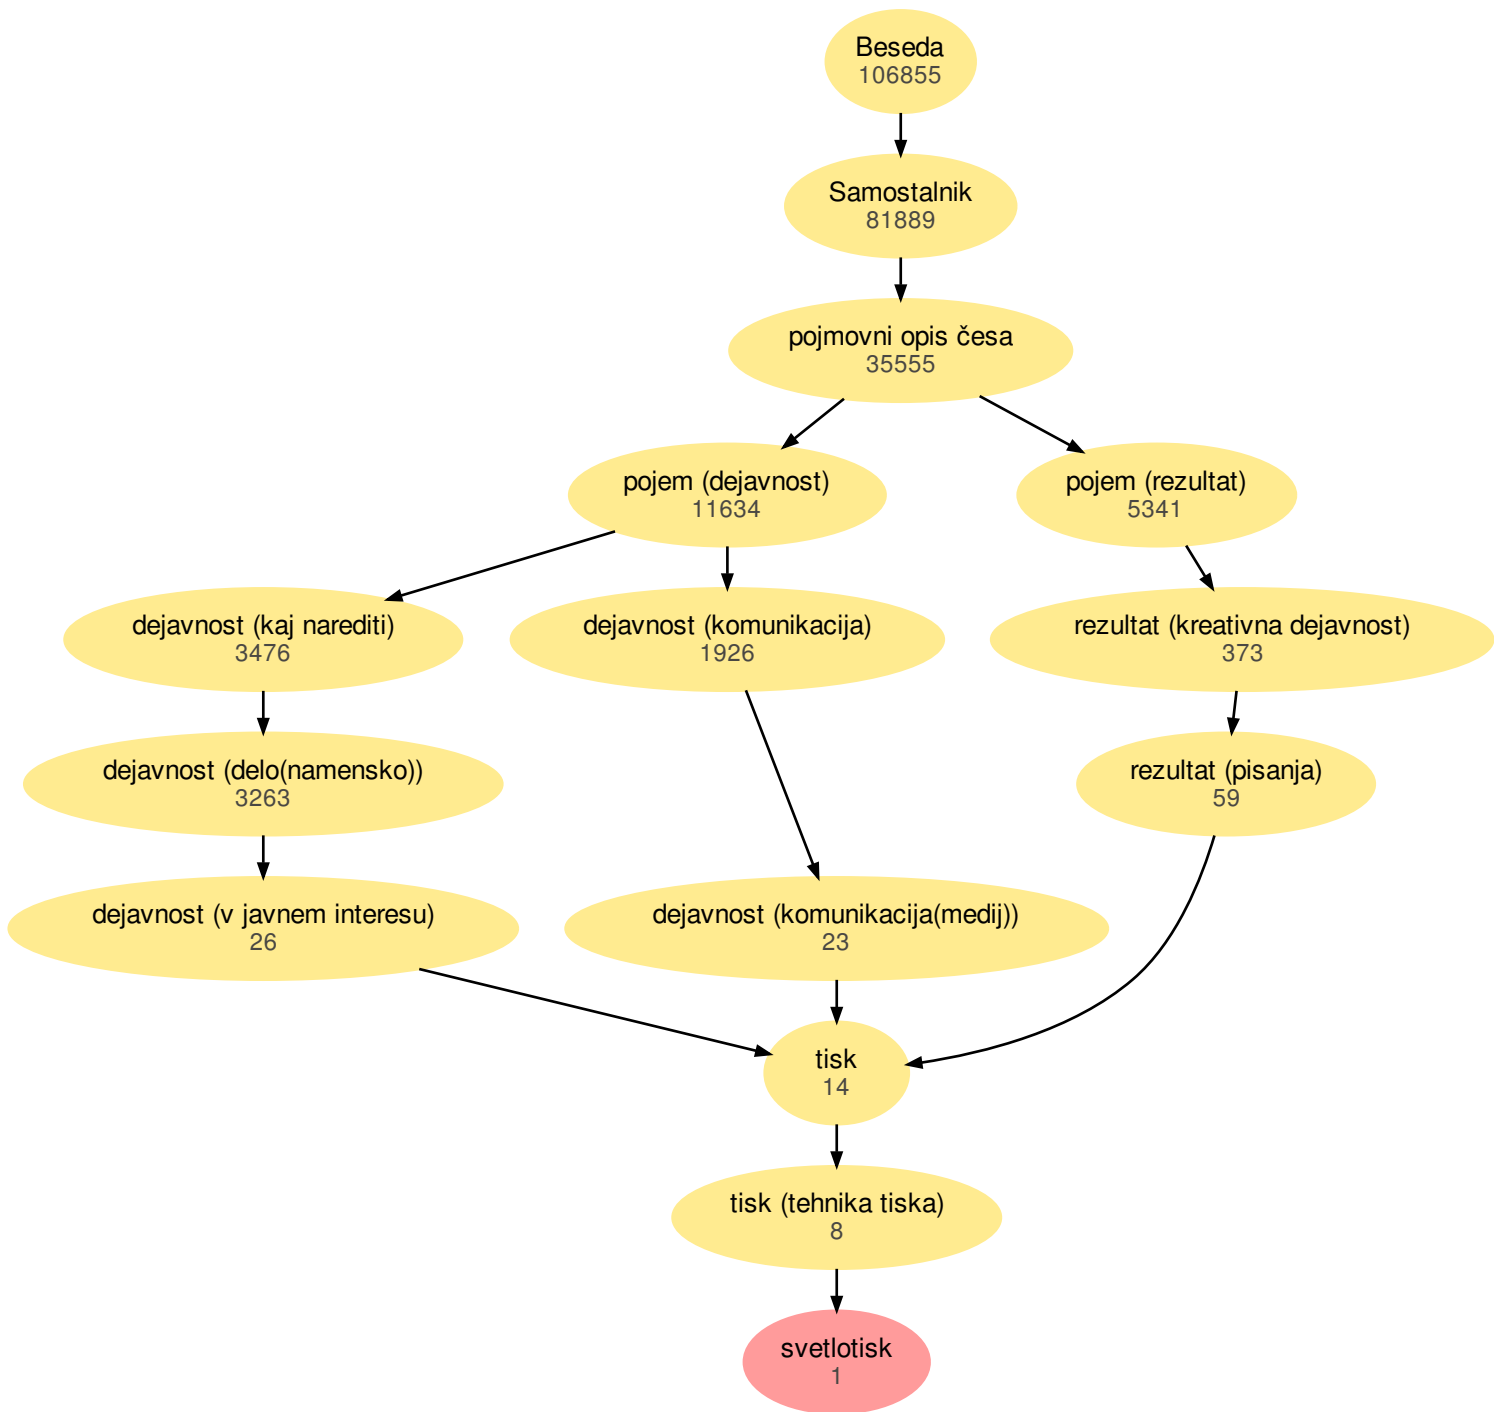 Beseda
106855
Samostalnik
81889
pojmovni opis česa
35555
pojem (dejavnost)
11634
pojem (rezultat)
5341
dejavnost (kaj narediti)
3476
dejavnost (komunikacija)
1926
rezultat (kreativna dejavnost)
373
dejavnost (delo(namensko))
3263
rezultat (pisanja)
59
dejavnost (v javnem interesu)
26
dejavnost (komunikacija(medij))
23
tisk
14
tisk (tehnika tiska)
8
svetlotisk
1